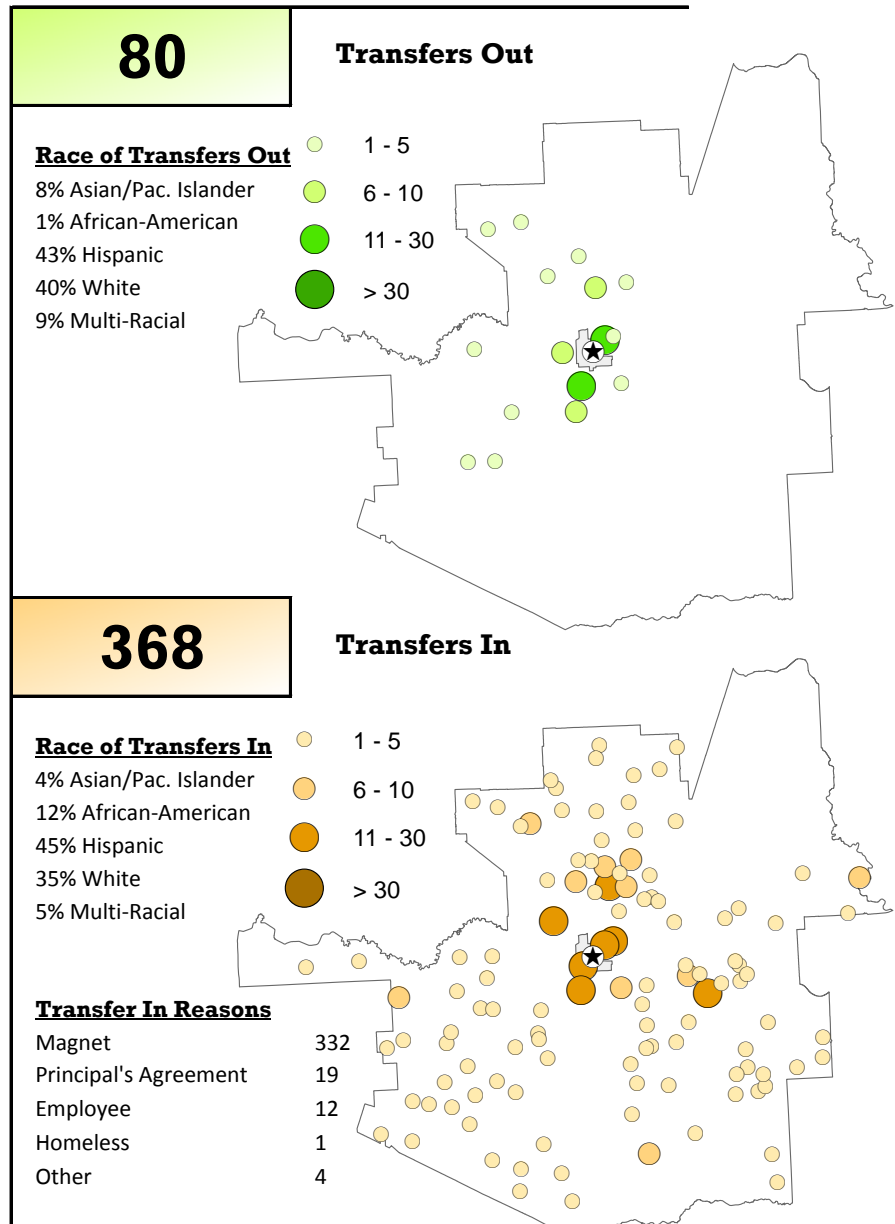 80
Transfers Out
Race of Transfers Out
8% Asian/Pac. Islander
1% African-American
43% Hispanic
40% White
9% Multi-Racial
1 - 5
6 - 10
11 - 30
> 30
368
Transfers In
Race of Transfers In
4% Asian/Pac. Islander
12% African-American
45% Hispanic
35% White
5% Multi-Racial
1 - 5
6 - 10
11 - 30
> 30
Transfer In Reasons
Magnet 332
Principal's Agreement 19
Employee 12
Homeless 1
Other 4